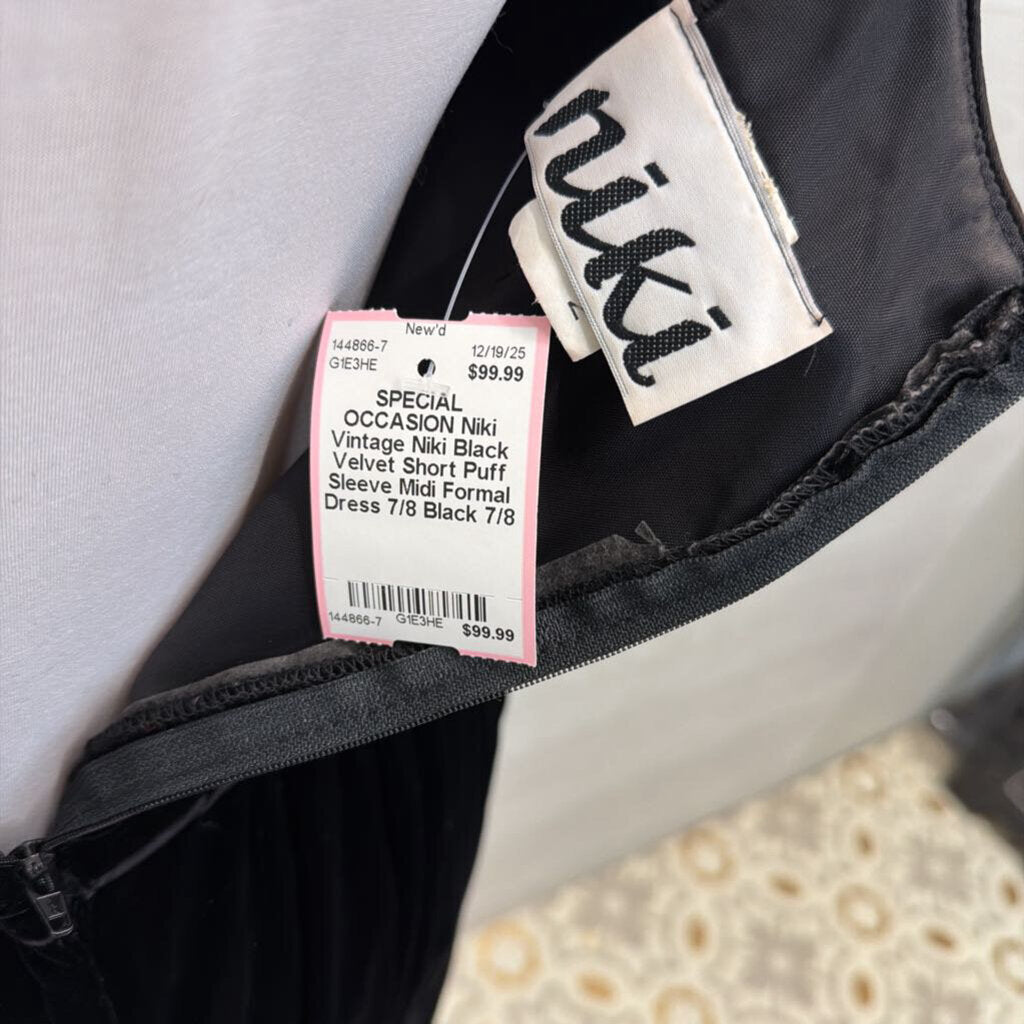 niki
New'd
144866-7 12/19/25
G1E3HE $99.99
SPECIAL
OCCASION Niki
Vintage Niki Black
Velvet Short Puff
Sleeve Midi Formal
Dress 7/8 Black 7/8
144866-7 G1E3HE $99.99